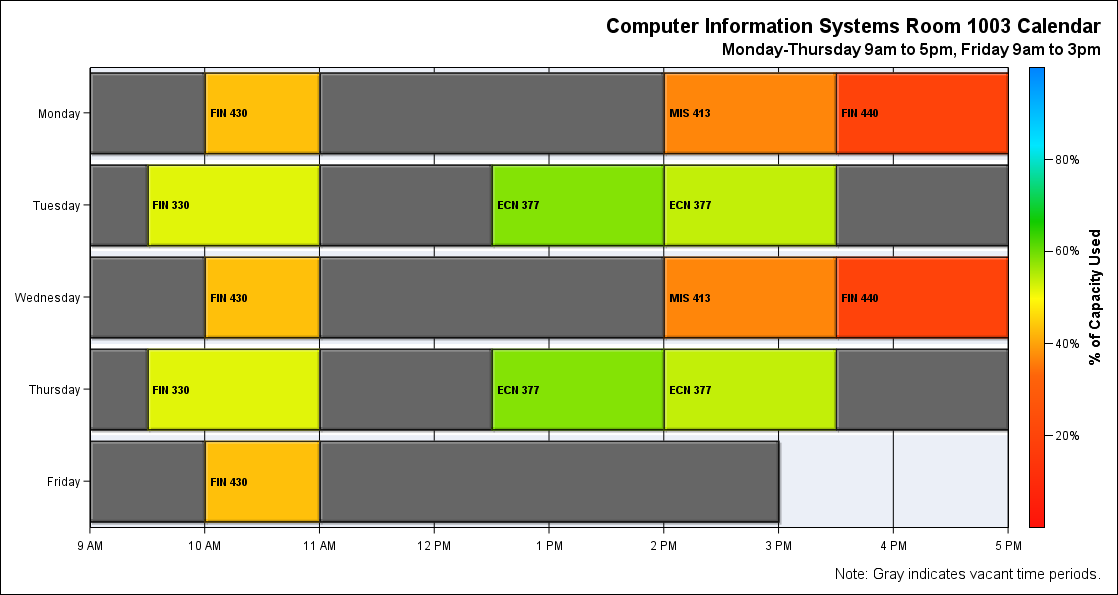 Computer Information Systems Room 1003 Calendar
Monday-Thursday 9am to 5pm, Friday 9am to 3pm
Monday
FIN 430
MIS 413
FIN 440
Tuesday
FIN 330
ECN 377
ECN 377
Wednesday
FIN 430
MIS 413
FIN 440
Thursday
FIN 330
ECN 377
ECN 377
Friday
FIN 430
9 AM
10 AM
11 AM
12 PM
1 PM
2 PM
3 PM
4 PM
5 PM
80%
60%
40%
20%
% of Capacity Used
Note: Gray indicates vacant time periods.